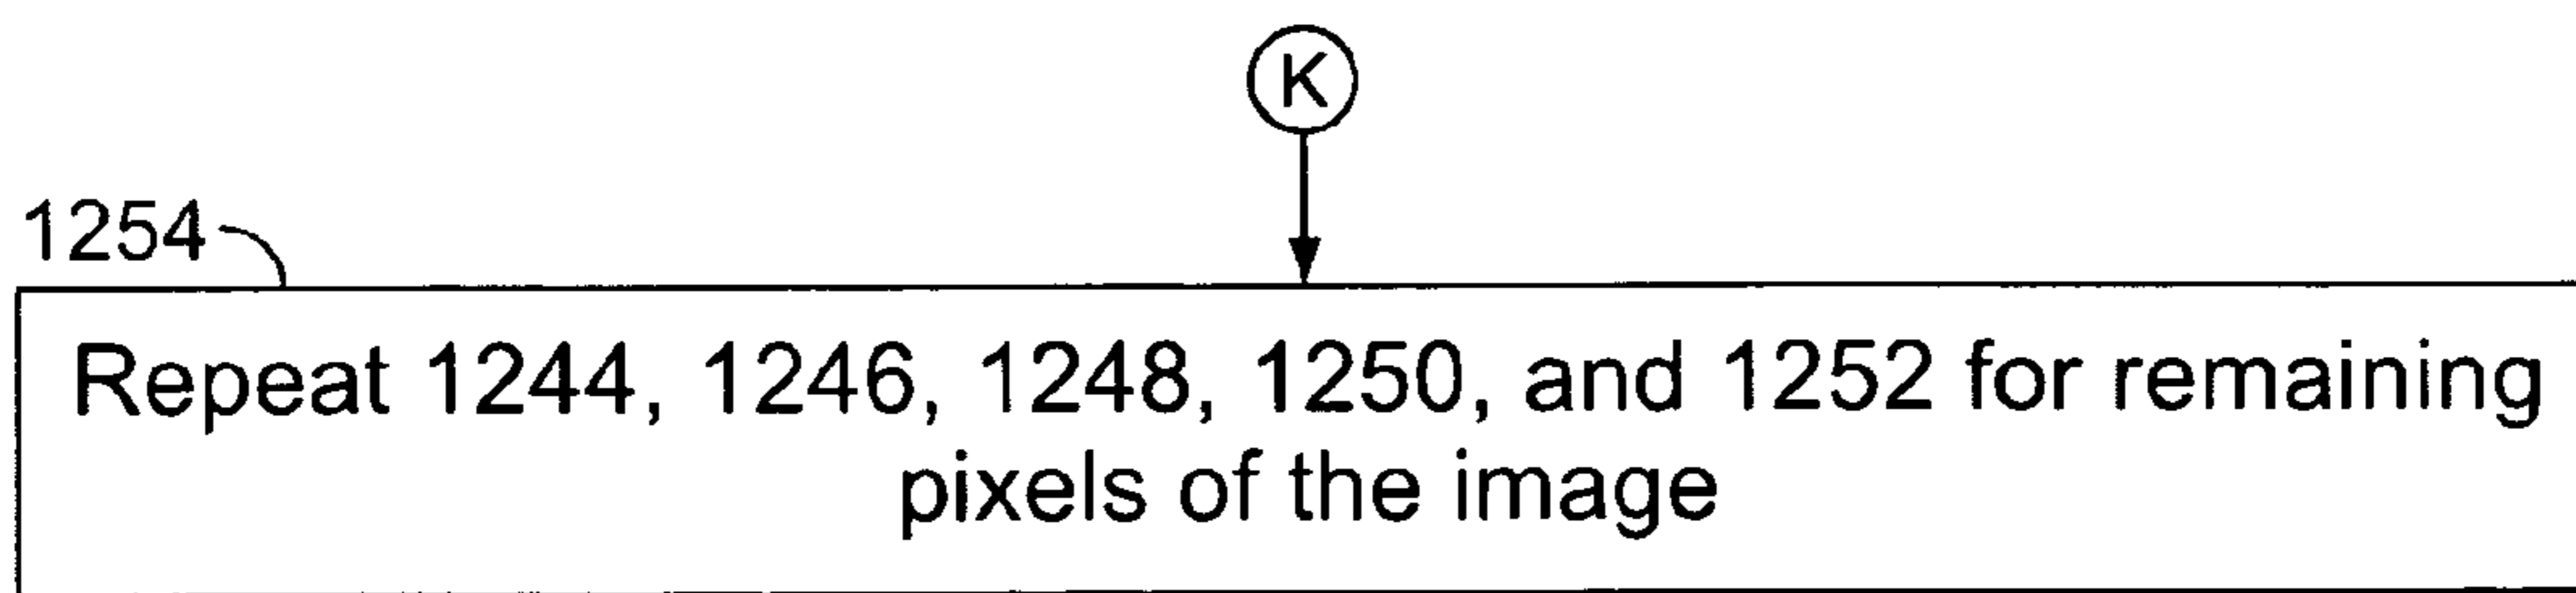 K
1254
Repeat 1244, 1246, 1248, 1250, and 1252 for remaining
pixels of the image